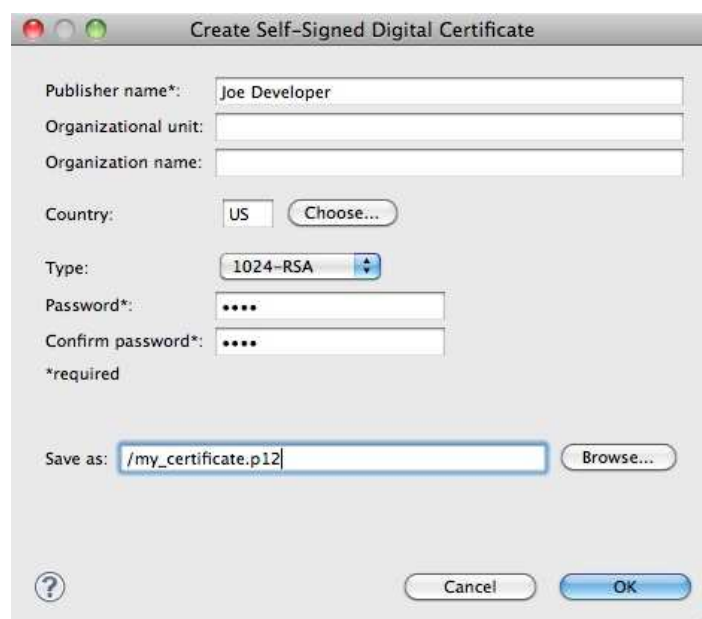 Create Self-Signed Digital Certificate
Publisher name*: Joe Developer
Organizational unit:
Organization name:
Country: US Choose...
Type: 1024-RSA
Password*: ••••
Confirm password*: ••••
*required
Save as: /my_certificate.p12 Browse...
? Cancel OK